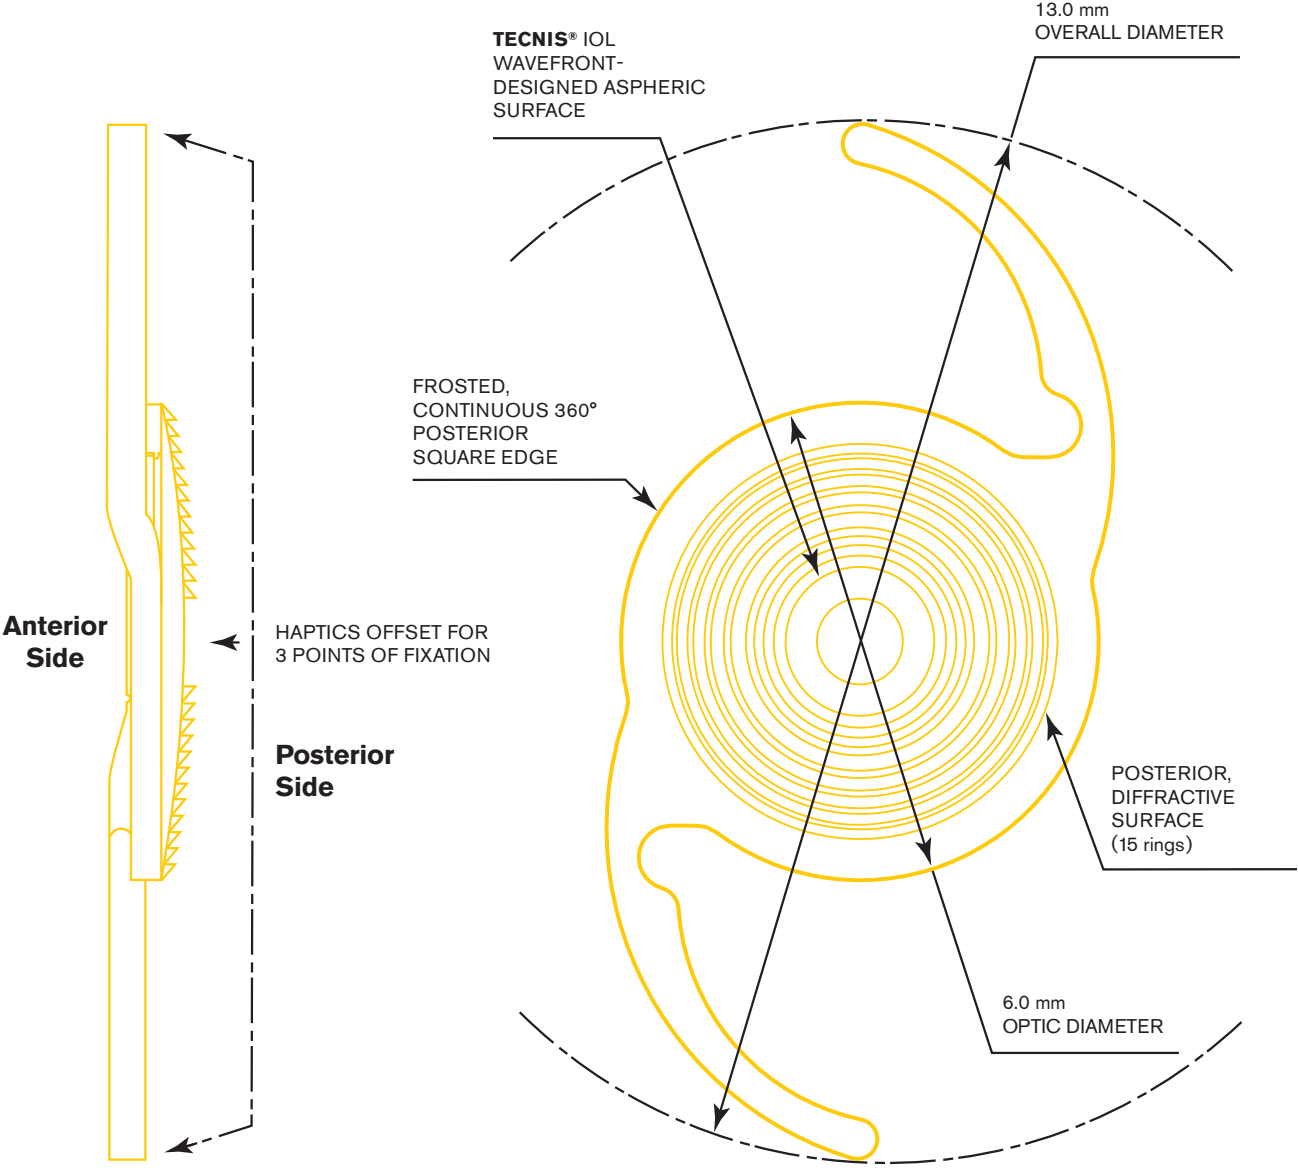 13.0 mm
OVERALL DIAMETER
TECNIS® IOL
WAVEFRONT-
DESIGNED ASPHERIC
SURFACE
FROSTED,
CONTINUOUS 360°
POSTERIOR
SQUARE EDGE
Anterior
Side
HAPTICS OFFSET FOR
3 POINTS OF FIXATION
Posterior
Side
POSTERIOR,
DIFFRACTIVE
SURFACE
(15 rings)
6.0 mm
OPTIC DIAMETER